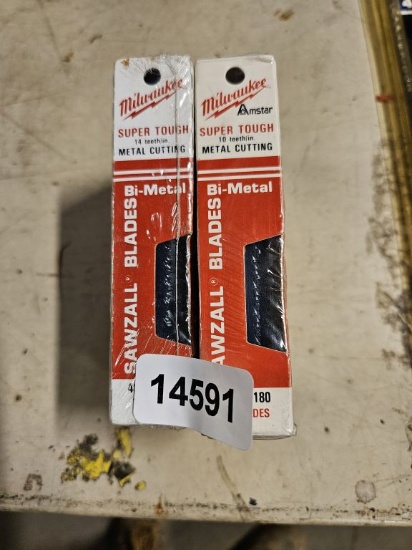 Milwaukee
SUPER TOUGH
14 teeth/in
METAL CUTTING
Bi-Metal
SAWZALL® BLADES
Milwaukee
Amstar
SUPER TOUGH
10 teeth/in
METAL CUTTING
Bi-Metal
SAWZALL® BLADES
14591
180